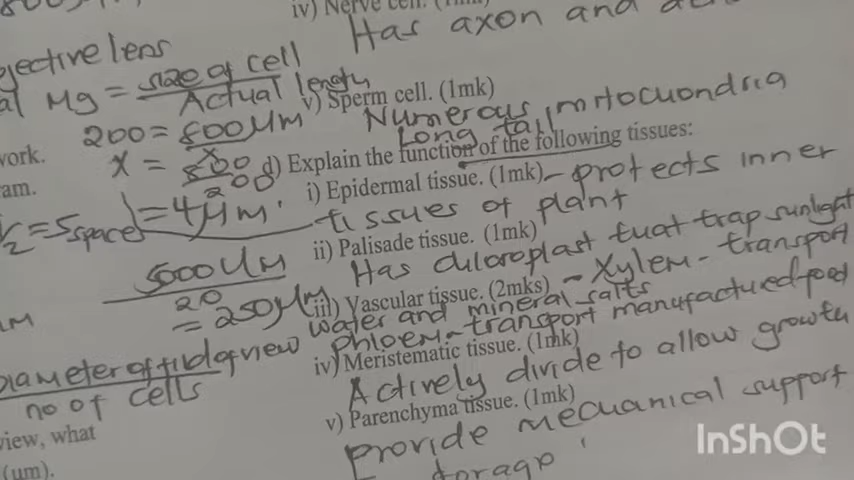 iv) Nerve cell. (1mk)
Has axon and
jective lens
Mg = size of cell
Actual length
v) Sperm cell. (1mk)
Numerous mitochondria
Long tail
200 = 800 µm
x
x = 800
200
= 4 µm
work.
am.
d) Explain the function of the following tissues:
i) Epidermal tissue. (1mk) - protects inner
tissues of plant
ii) Palisade tissue. (1mk)
Has chloroplast that trap sunlight
5000 µm
20
= 250 µm
iii) Vascular tissue. (2mks) - Xylem - transport
water and mineral salts
phloem - transport manufactured food
iv) Meristematic tissue. (1mk)
Actively divide to allow growth
Diameter of field of view
no of cells
v) Parenchyma tissue. (1mk)
Provide mechanical support
view, what
(um).
InShOt